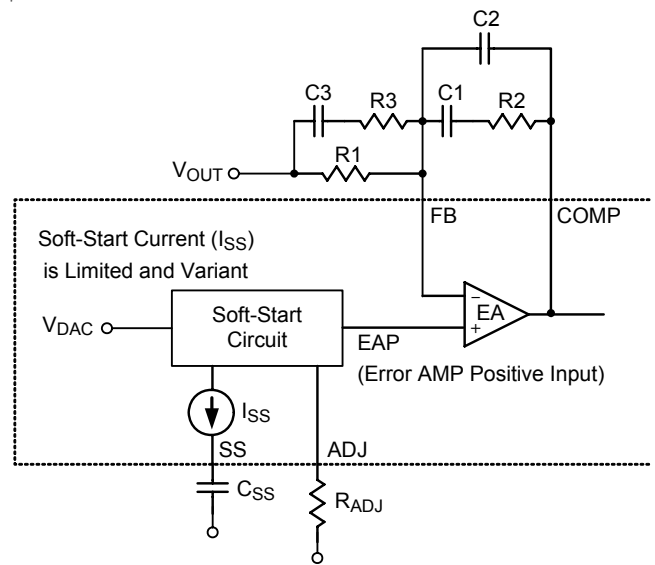 C2
C3
R3
C1
R2
R1
VOUT
FB
COMP
Soft-Start Current (ISS)
is Limited and Variant
VDAC
Soft-Start
Circuit
EAP
−
+
EA
(Error AMP Positive Input)
ISS
SS
ADJ
CSS
RADJ